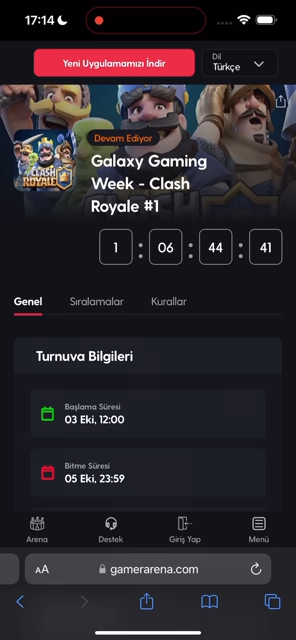 17:14
Yeni Uygulamamızı İndir
Dil
Türkçe
CLASH
ROYALE
Devam Ediyor
Galaxy Gaming
Week - Clash
Royale #1
1 : 06 : 44 : 41
Genel Sıralamalar Kurallar
Turnuva Bilgileri
Başlama Süresi
03 Eki, 12:00
Bitme Süresi
05 Eki, 23:59
Arena Destek Giriş Yap Menü
AA gamerarena.com